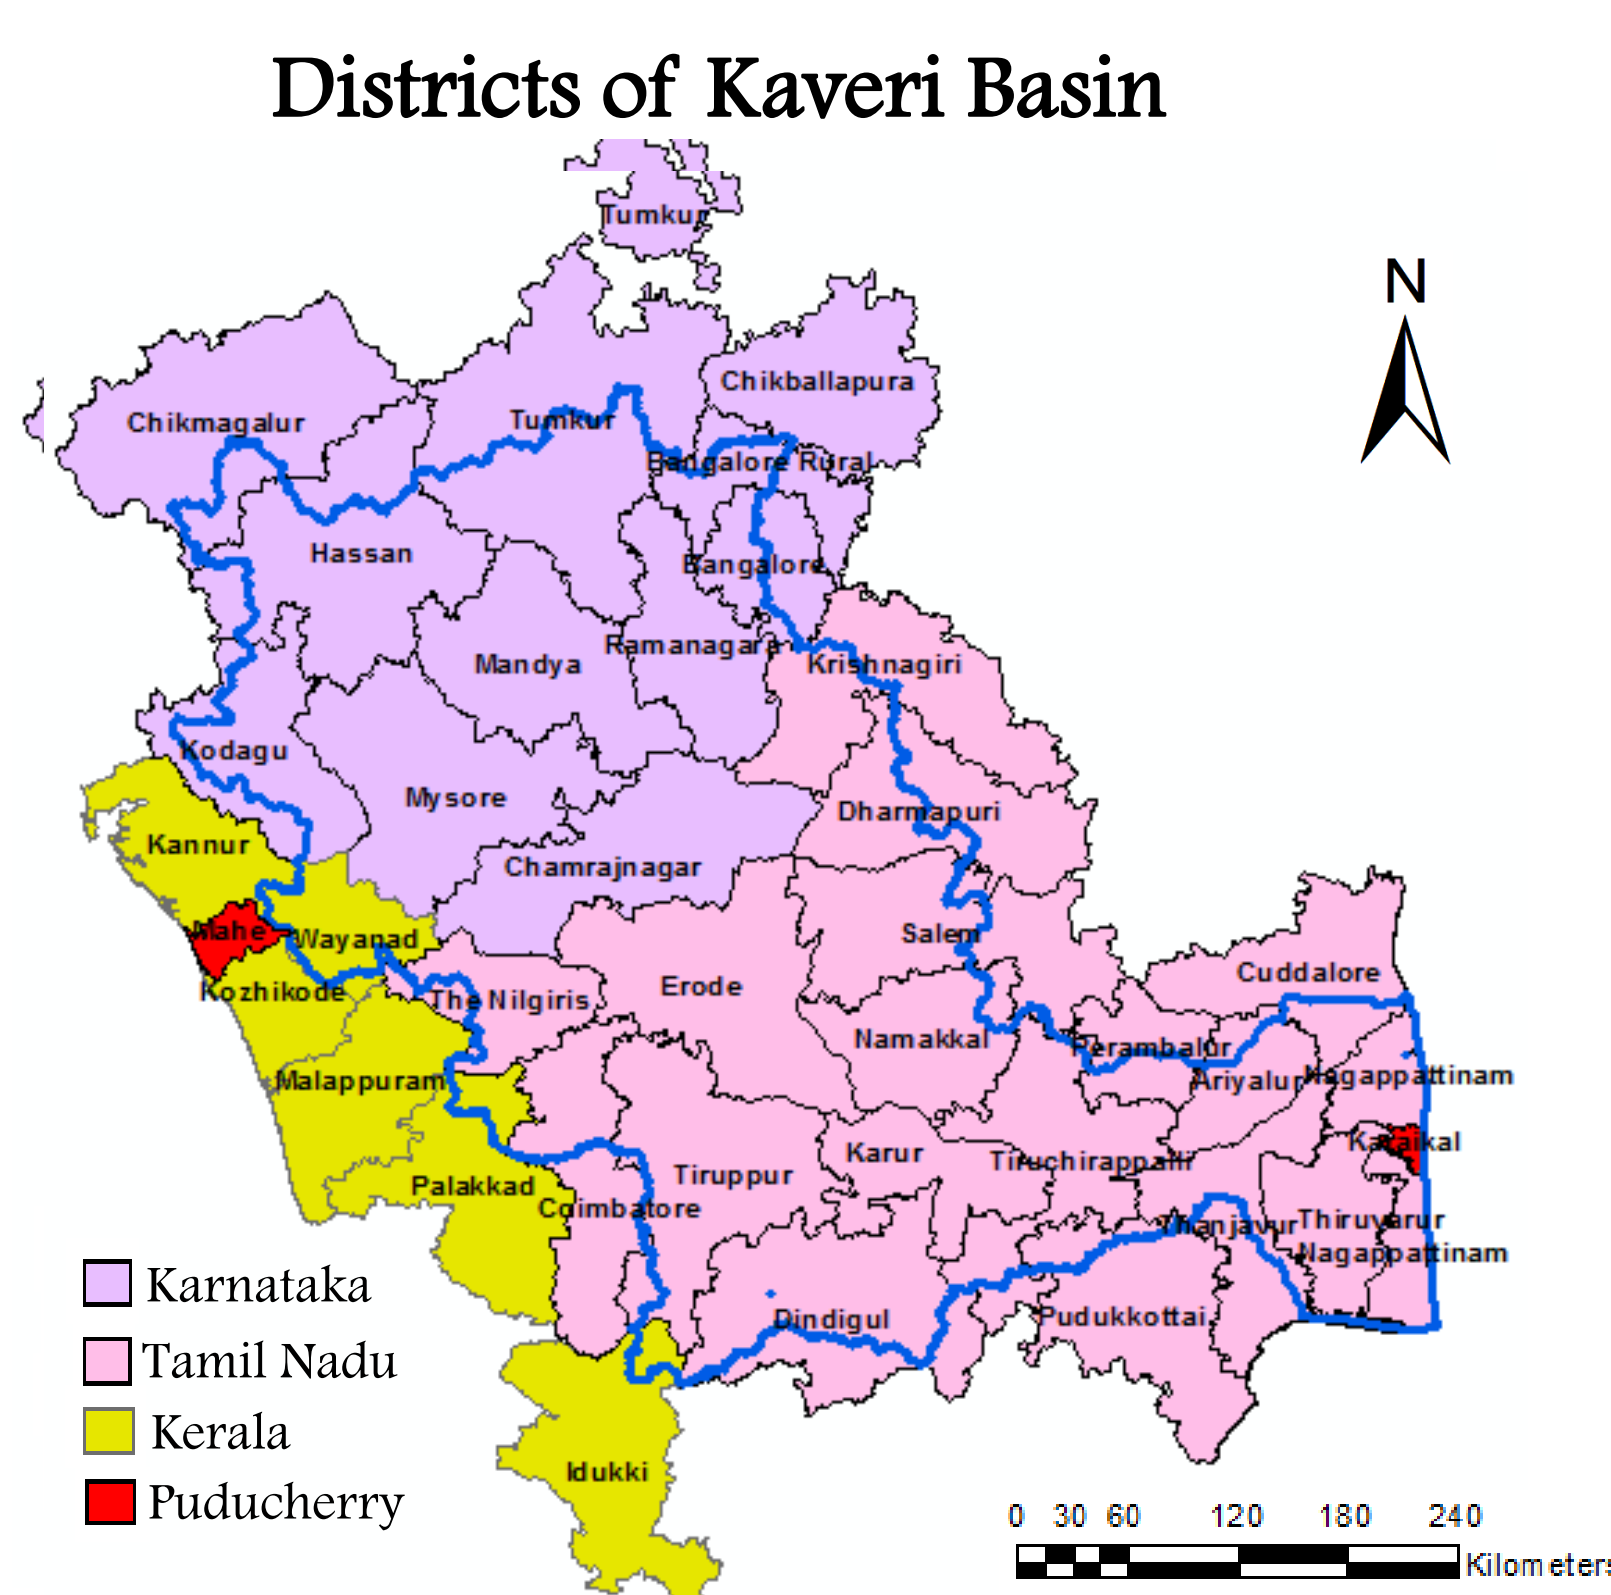 Districts of Kaveri Basin
Tumkur
N
Chikballapura
Chikmagalur
Tumkur
Bangalore Rural
Hassan
Bangalore
Ramanagara
Mandya
Krishnagiri
Kodagu
Mysore
Dharmapuri
Kannur
Chamrajnagar
Mahe
Wayanad
Salem
Cuddalore
Kozhikode
The Nilgiris
Erode
Namakkal
Perambalur
Malappuram
Ariyalur
Nagappattinam
Karaikal
Karur
Tiruchirappalli
Tiruppur
Palakkad
Coimbatore
Thanjavur
Thiruvarur
Nagappattinam
Karnataka
Dindigul
Pudukkottai
Tamil Nadu
Kerala
Idukki
Puducherry
0 30 60 120 180 240
Kilometers